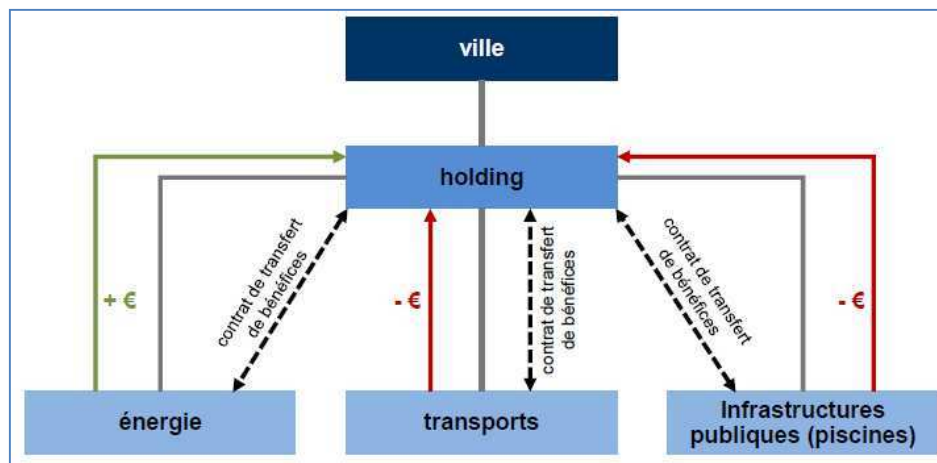 ville
holding
contrat de transfert
de bénéfices
contrat de transfert
de bénéfices
contrat de transfert
de bénéfices
+ €
- €
- €
énergie
transports
Infrastructures
publiques (piscines)